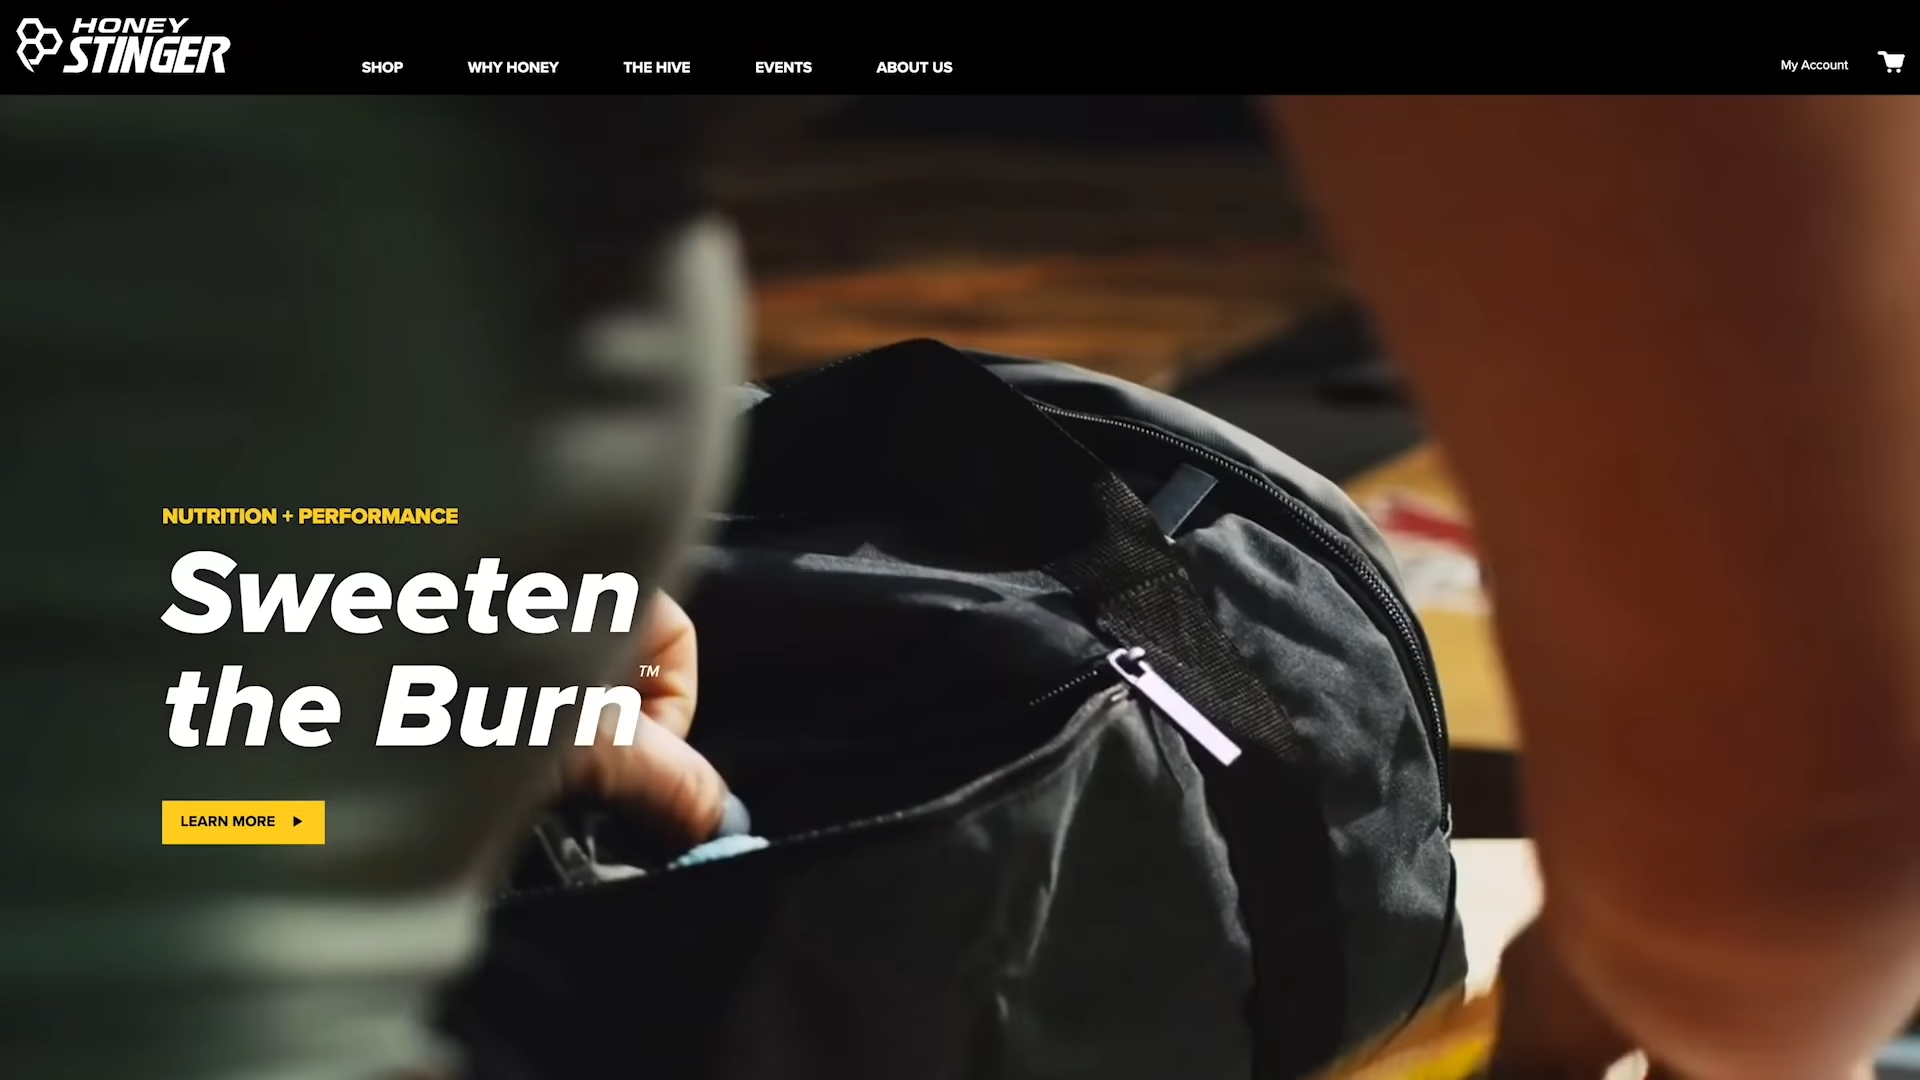 HONEY
STINGER
SHOP
WHY HONEY
THE HIVE
EVENTS
ABOUT US
My Account
NUTRITION + PERFORMANCE
Sweeten
the Burn™
LEARN MORE